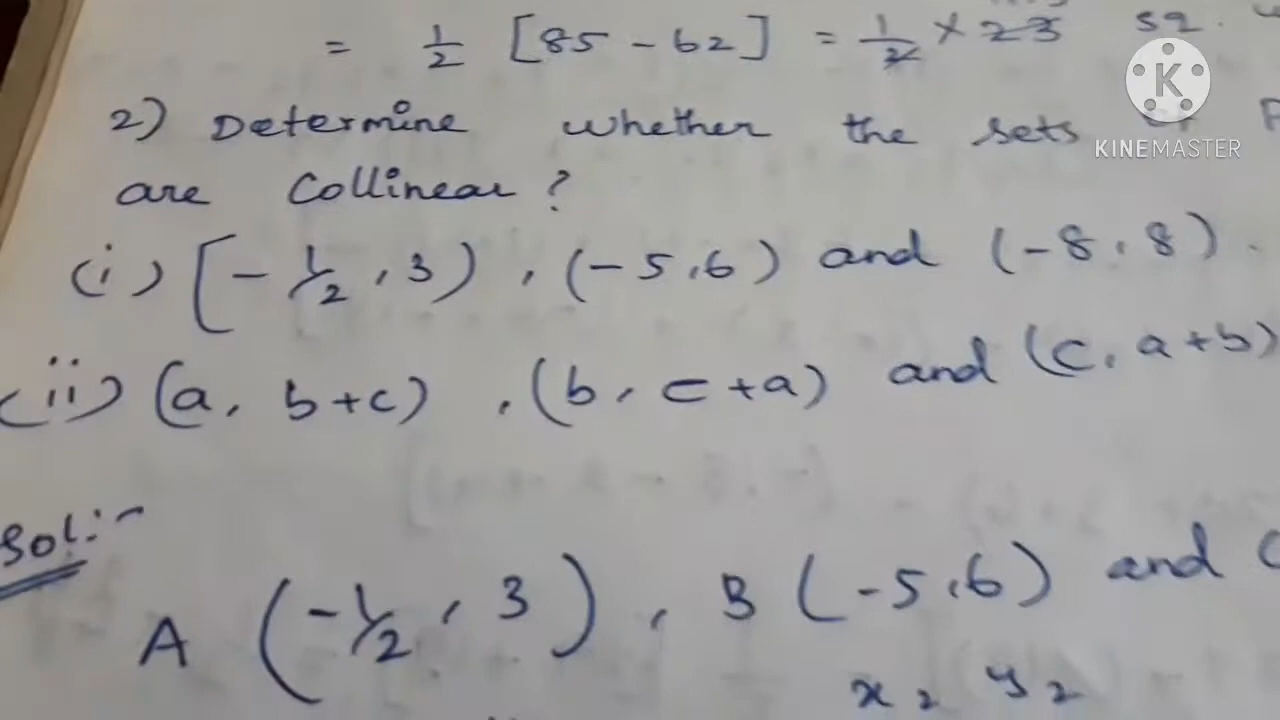 = 1/2 [85 - 62] = 1/2 × 23 sq.
2) Determine whether the sets of P
are collinear?
(i) [-1/2, 3), (-5, 6) and (-8, 8).
(ii) (a, b+c), (b, c+a) and (c, a+b)
Sol:-
A (-1/2, 3), B (-5, 6) and (
x2 y2
K
KINEMASTER